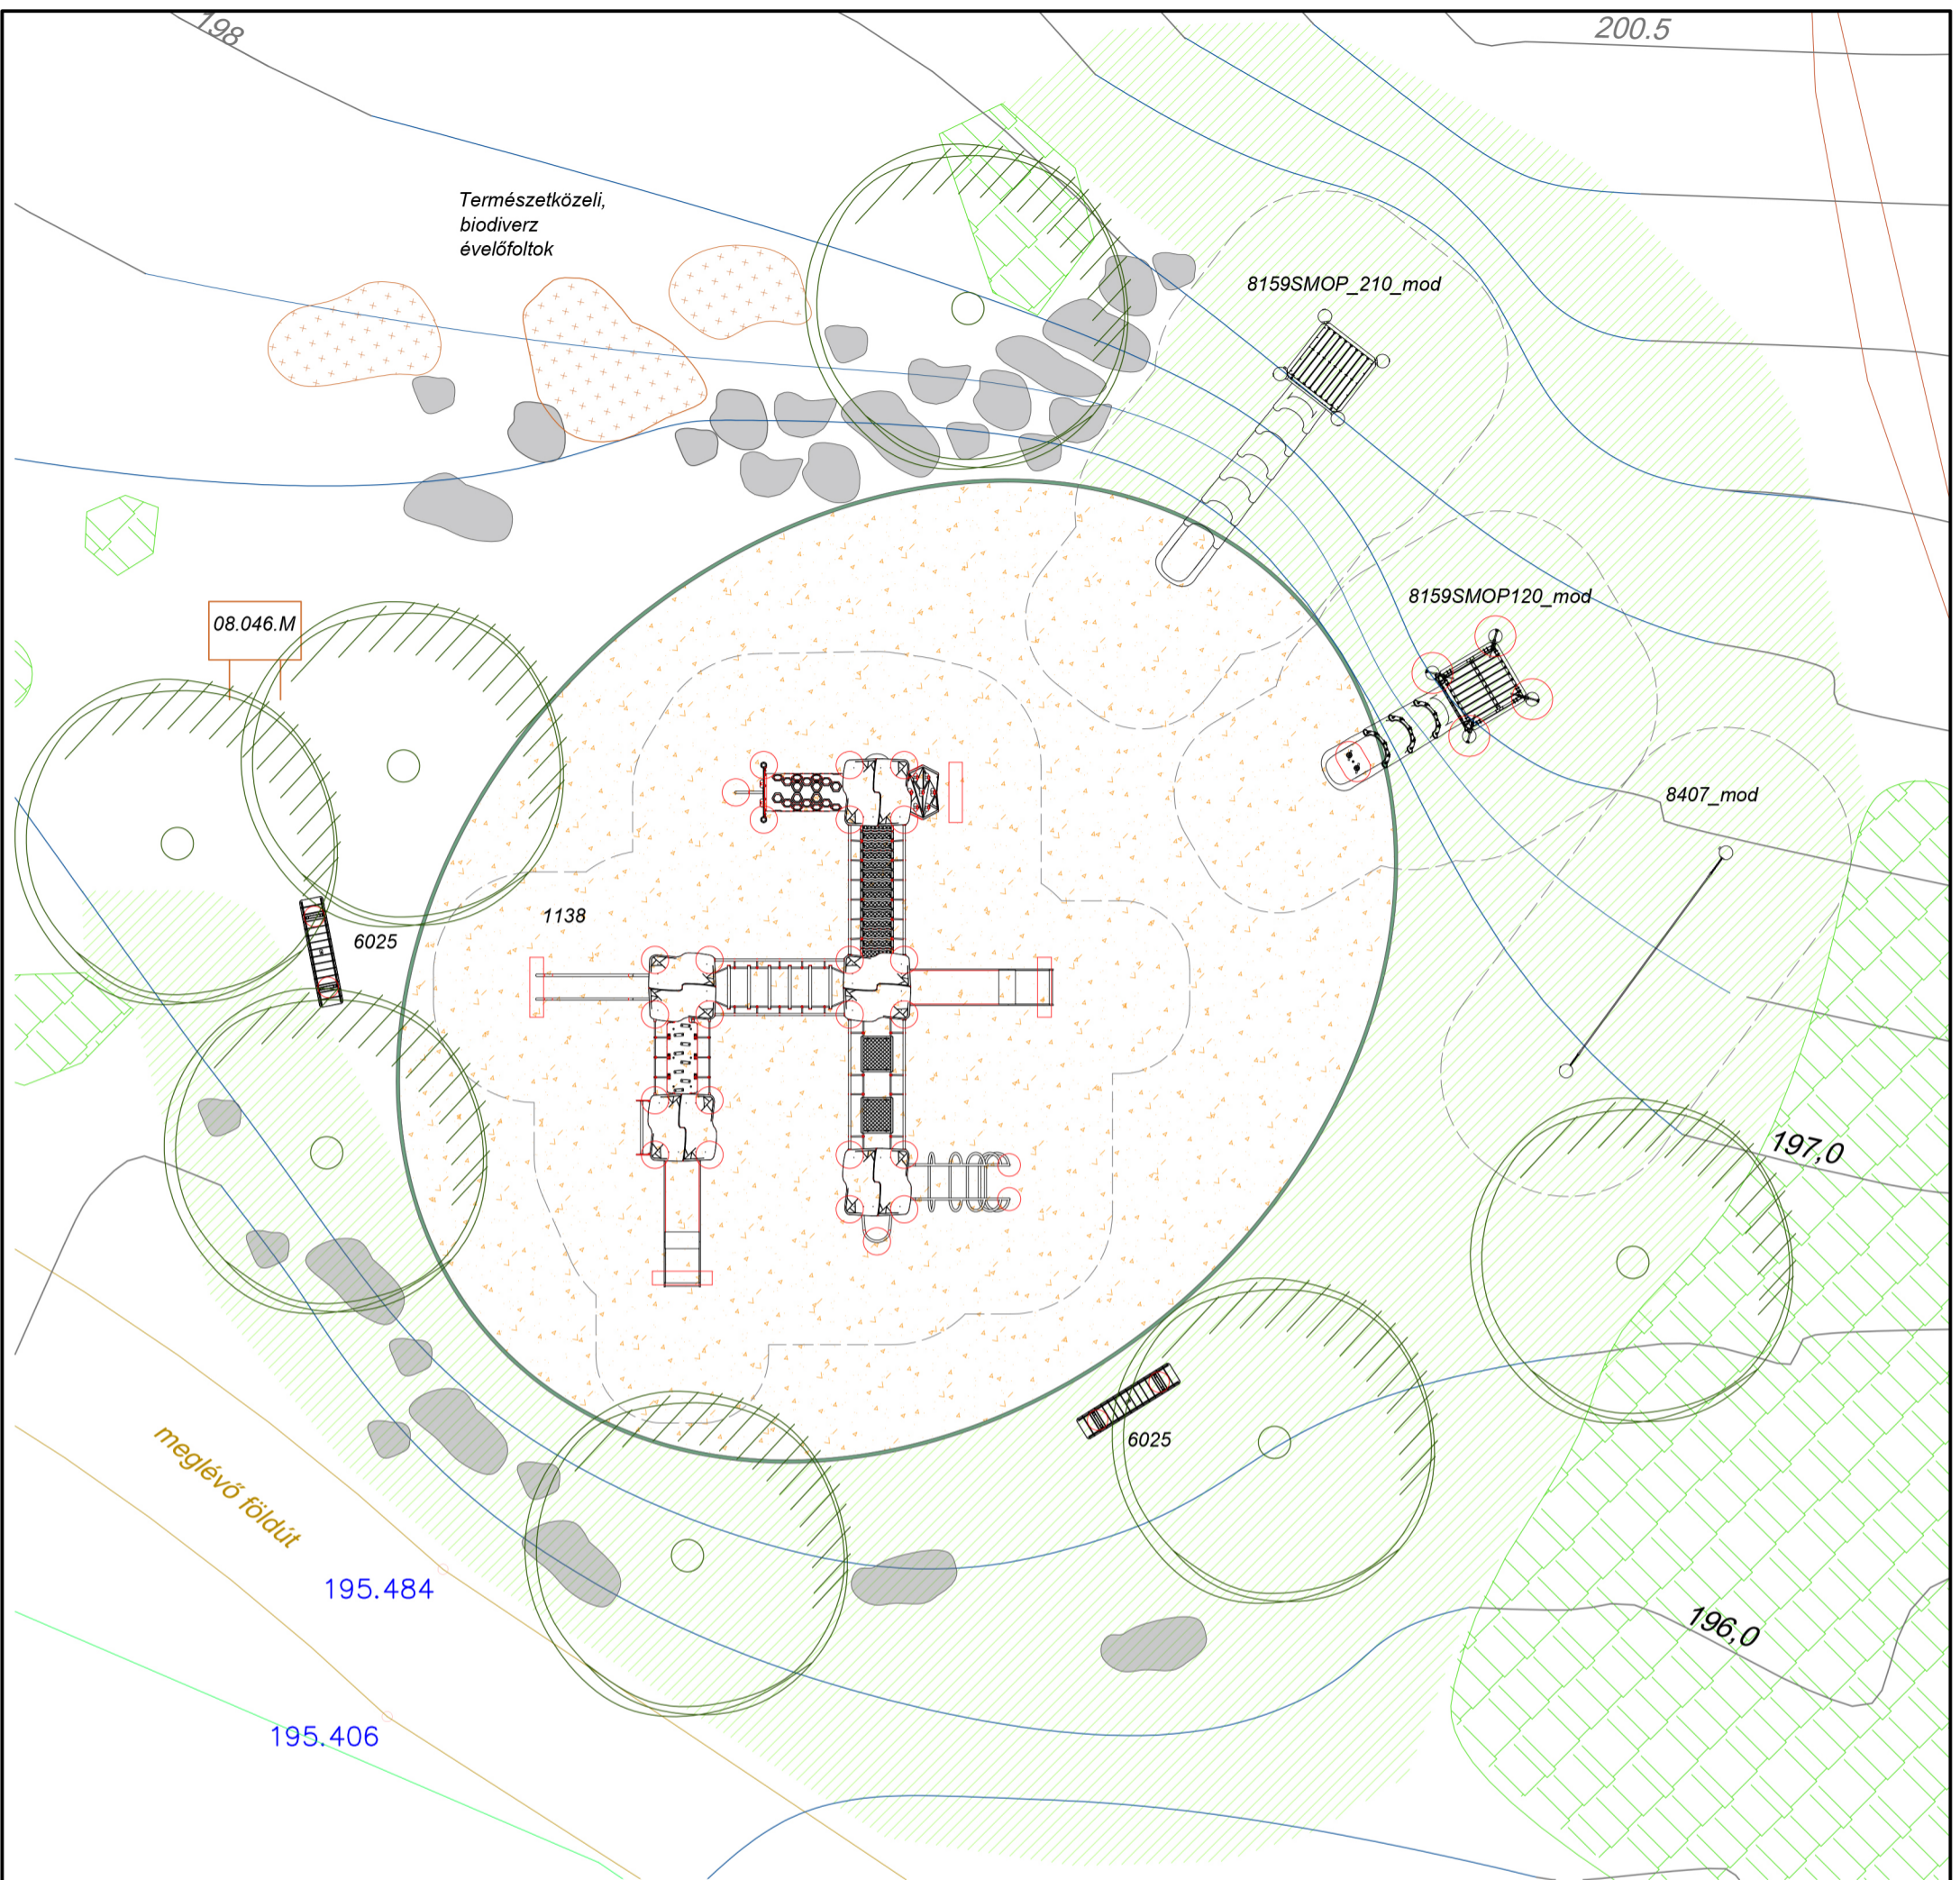 198
200.5
Természetközeli,
biodiverz
évelőfoltok
8159SMOP_210_mod
8159SMOP120_mod
08.046.M
8407_mod
1138
6025
197,0
6025
meglévő földút
195.484
196,0
195.406